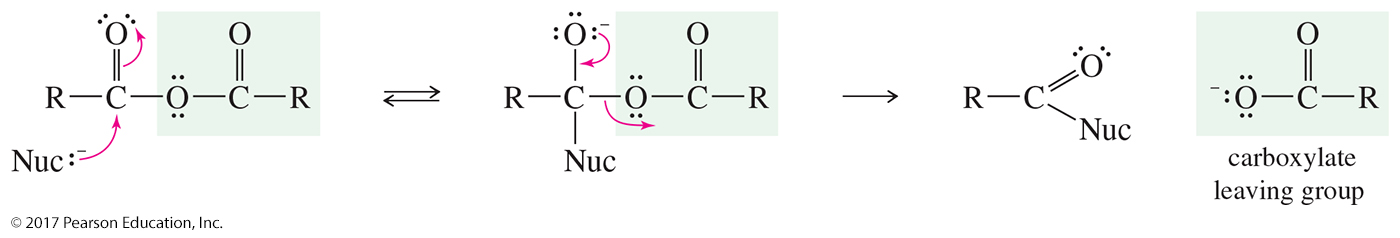 O O :O:⁻ O O O O
R—C—O—C—R R—C—O—C—R R—C ⁻:O—C—R
Nuc:⁻ Nuc Nuc
carboxylate
leaving group
© 2017 Pearson Education, Inc.